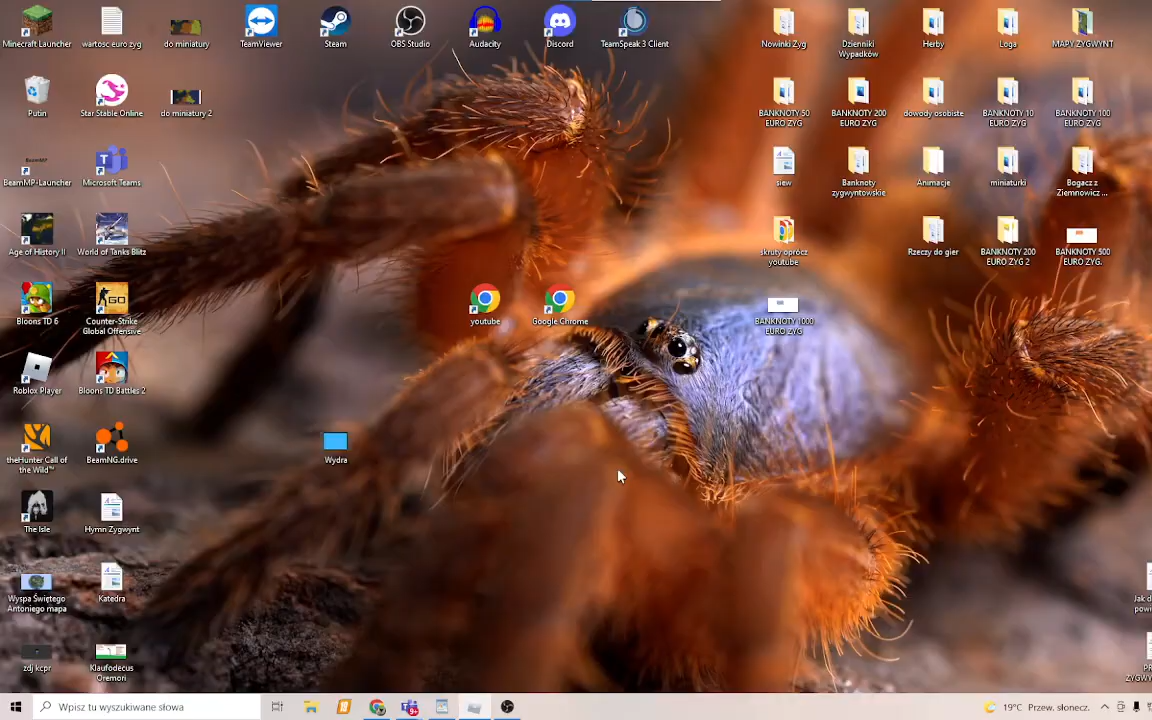 Minecraft Launcher
wartosc euro zyg
do miniatury
TeamViewer
Steam
OBS Studio
Audacity
Discord
TeamSpeak 3 Client
Nowinki Zyg
Dzienniki
Wypadków
Herby
Loga
MAPY ZYGWYNT
Putin
Star Stable Online
do miniatury 2
BANKNOTY 50
EURO ZYG
BANKNOTY 200
EURO ZYG
dowody osobiste
BANKNOTY 10
EURO ZYG
BANKNOTY 100
EURO ZYG
BeamMP-Launcher
Microsoft Teams
siew
Banknoty
zygwyntowskie
Animacje
miniaturki
Bogacz z
Ziemnowicz ...
Age of History II
World of Tanks Blitz
skruty oprócz
youtube
Rzeczy do gier
BANKNOTY 200
EURO ZYG 2
BANKNOTY 500
EURO ZYG.
Bloons TD 6
Counter-Strike
Global Offensive
youtube
Google Chrome
BANKNOTY 1000
EURO ZYG
Roblox Player
Bloons TD Battles 2
theHunter Call of
the Wild™
BeamNG.drive
Wydra
The Isle
Hymn Zygwynt
Wyspa Świętego
Antoniego mapa
Katedra
Jak d
powi
zdj kcpr
Klaufodecus
Oremori
ZYGW
Wpisz tu wyszukiwane słowa
9+
19°C Przew. słonecz.